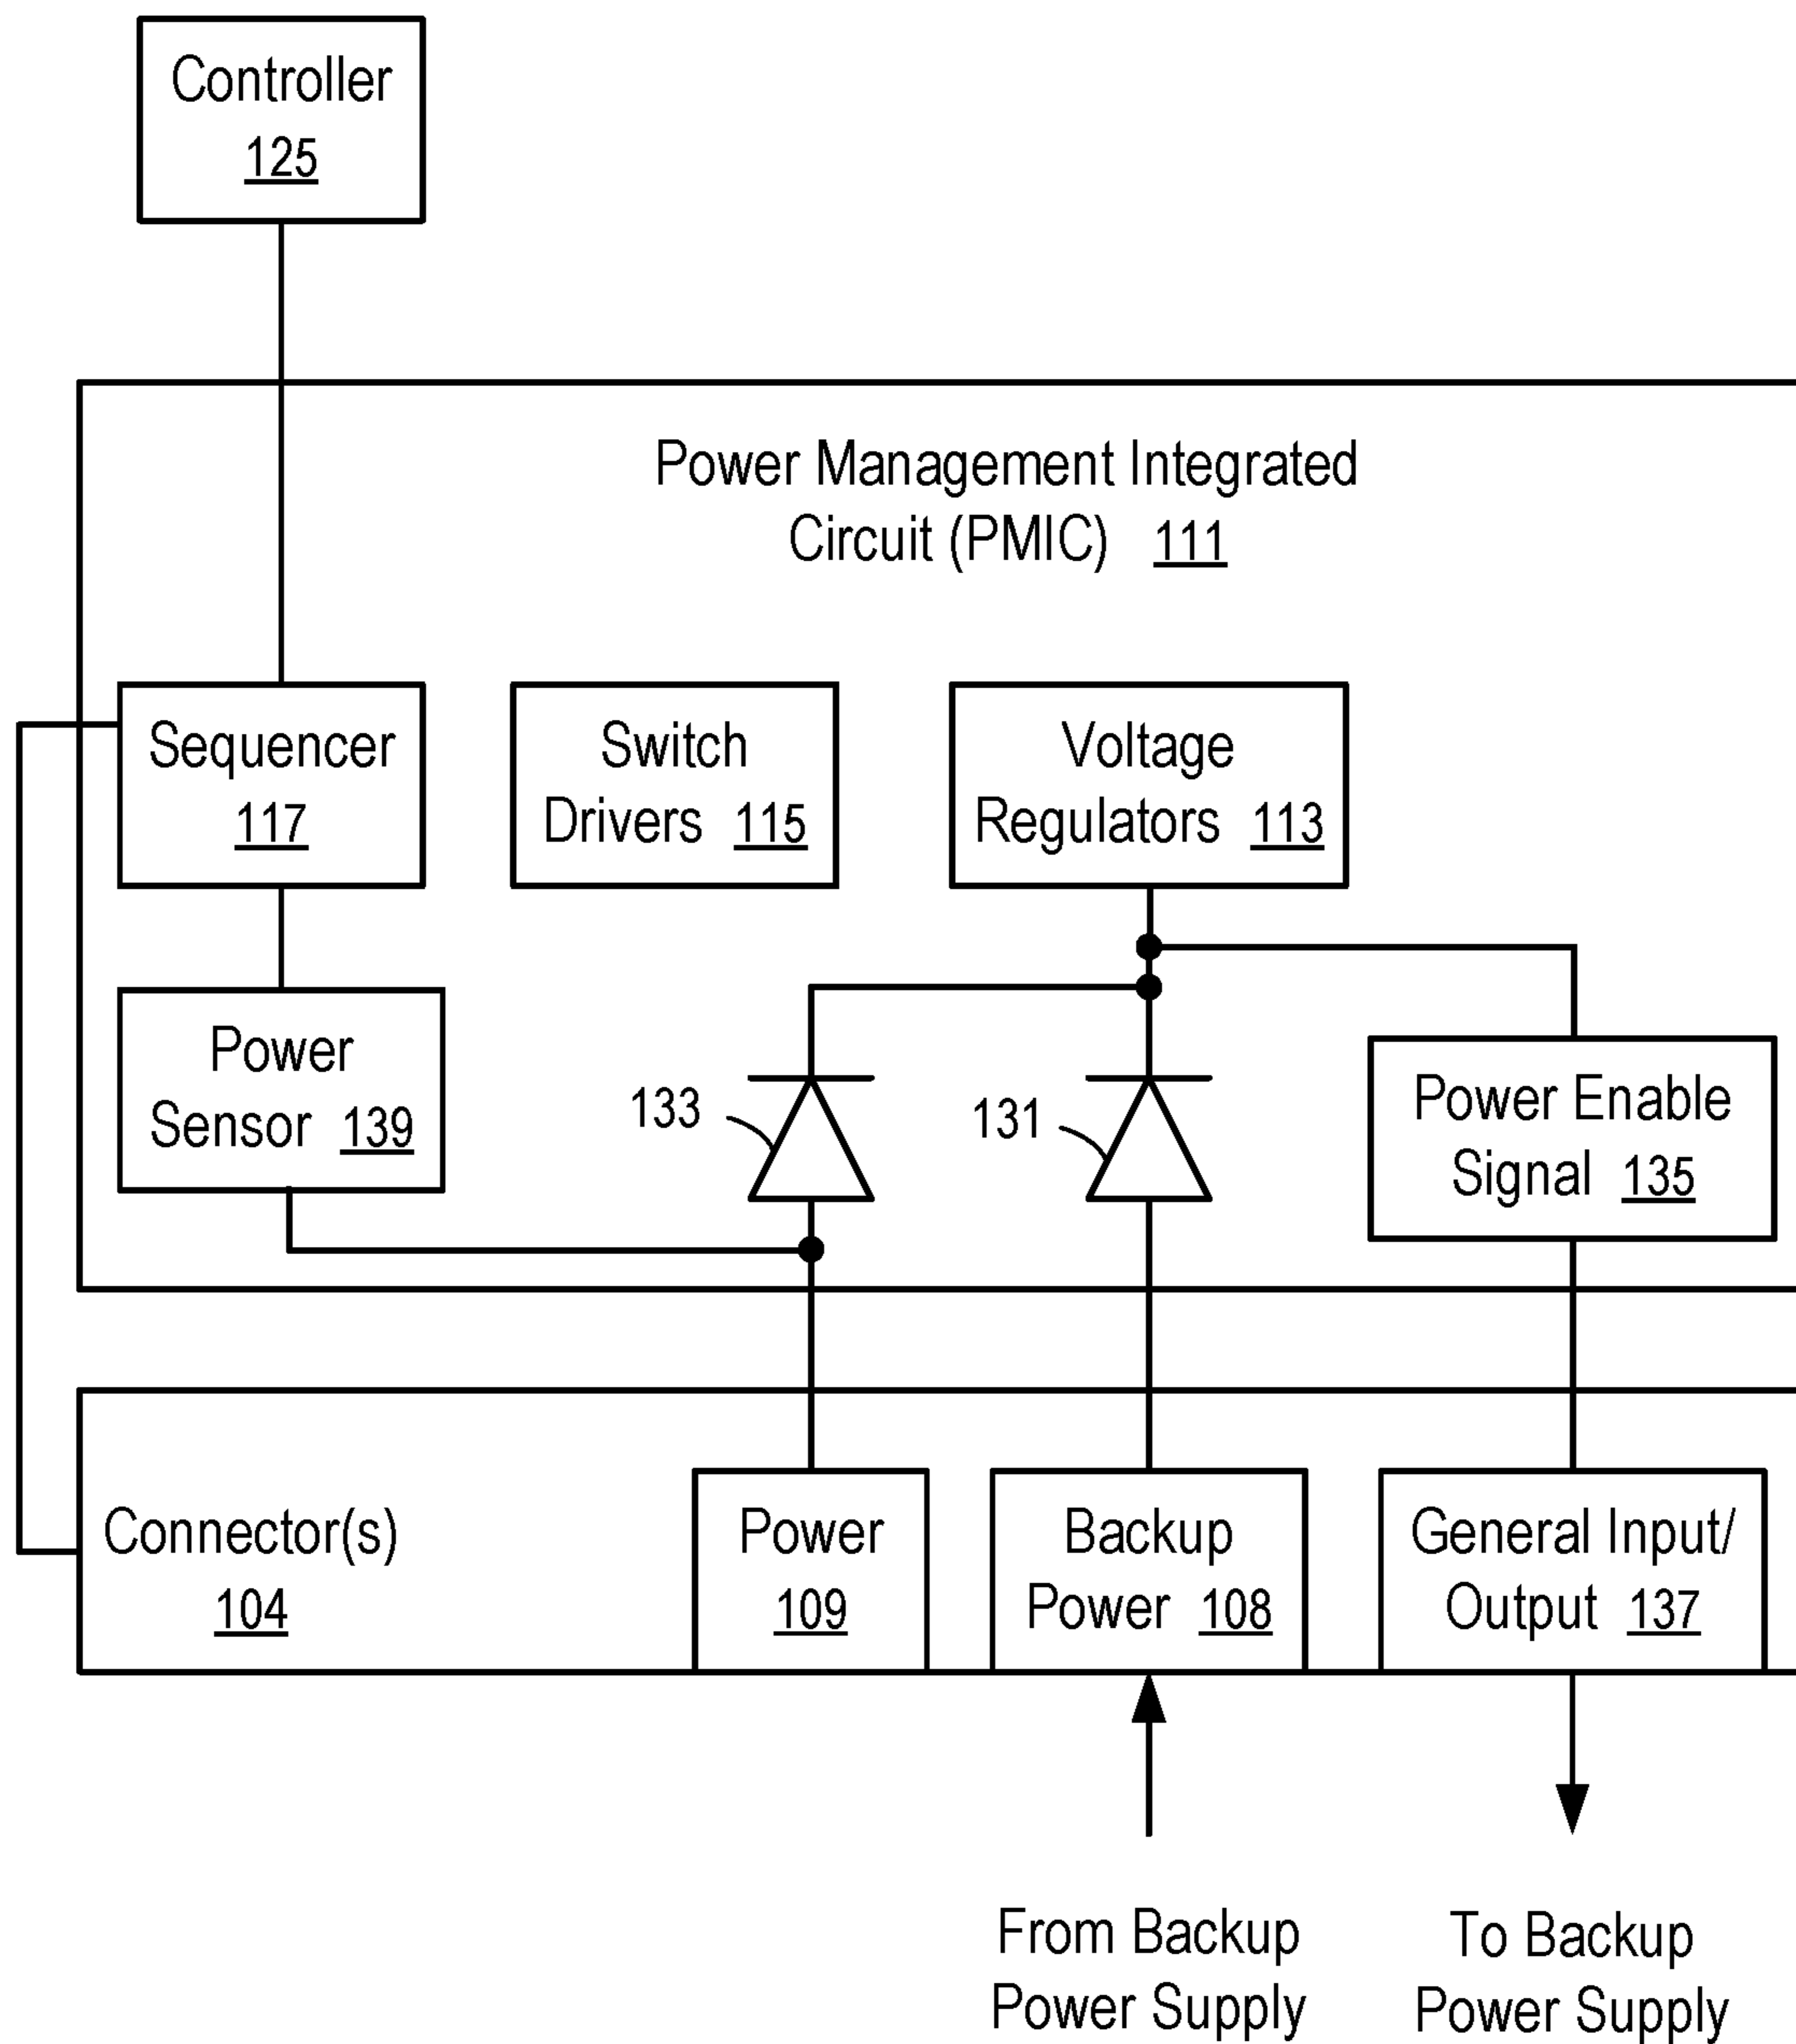 Controller
125
Power Management Integrated
Circuit (PMIC) 111
Sequencer
117
Switch
Drivers 115
Voltage
Regulators 113
Power
Sensor 139
133
131
Power Enable
Signal 135
Connector(s)
104
Power
109
Backup
Power 108
General Input/
Output 137
From Backup
Power Supply
To Backup
Power Supply